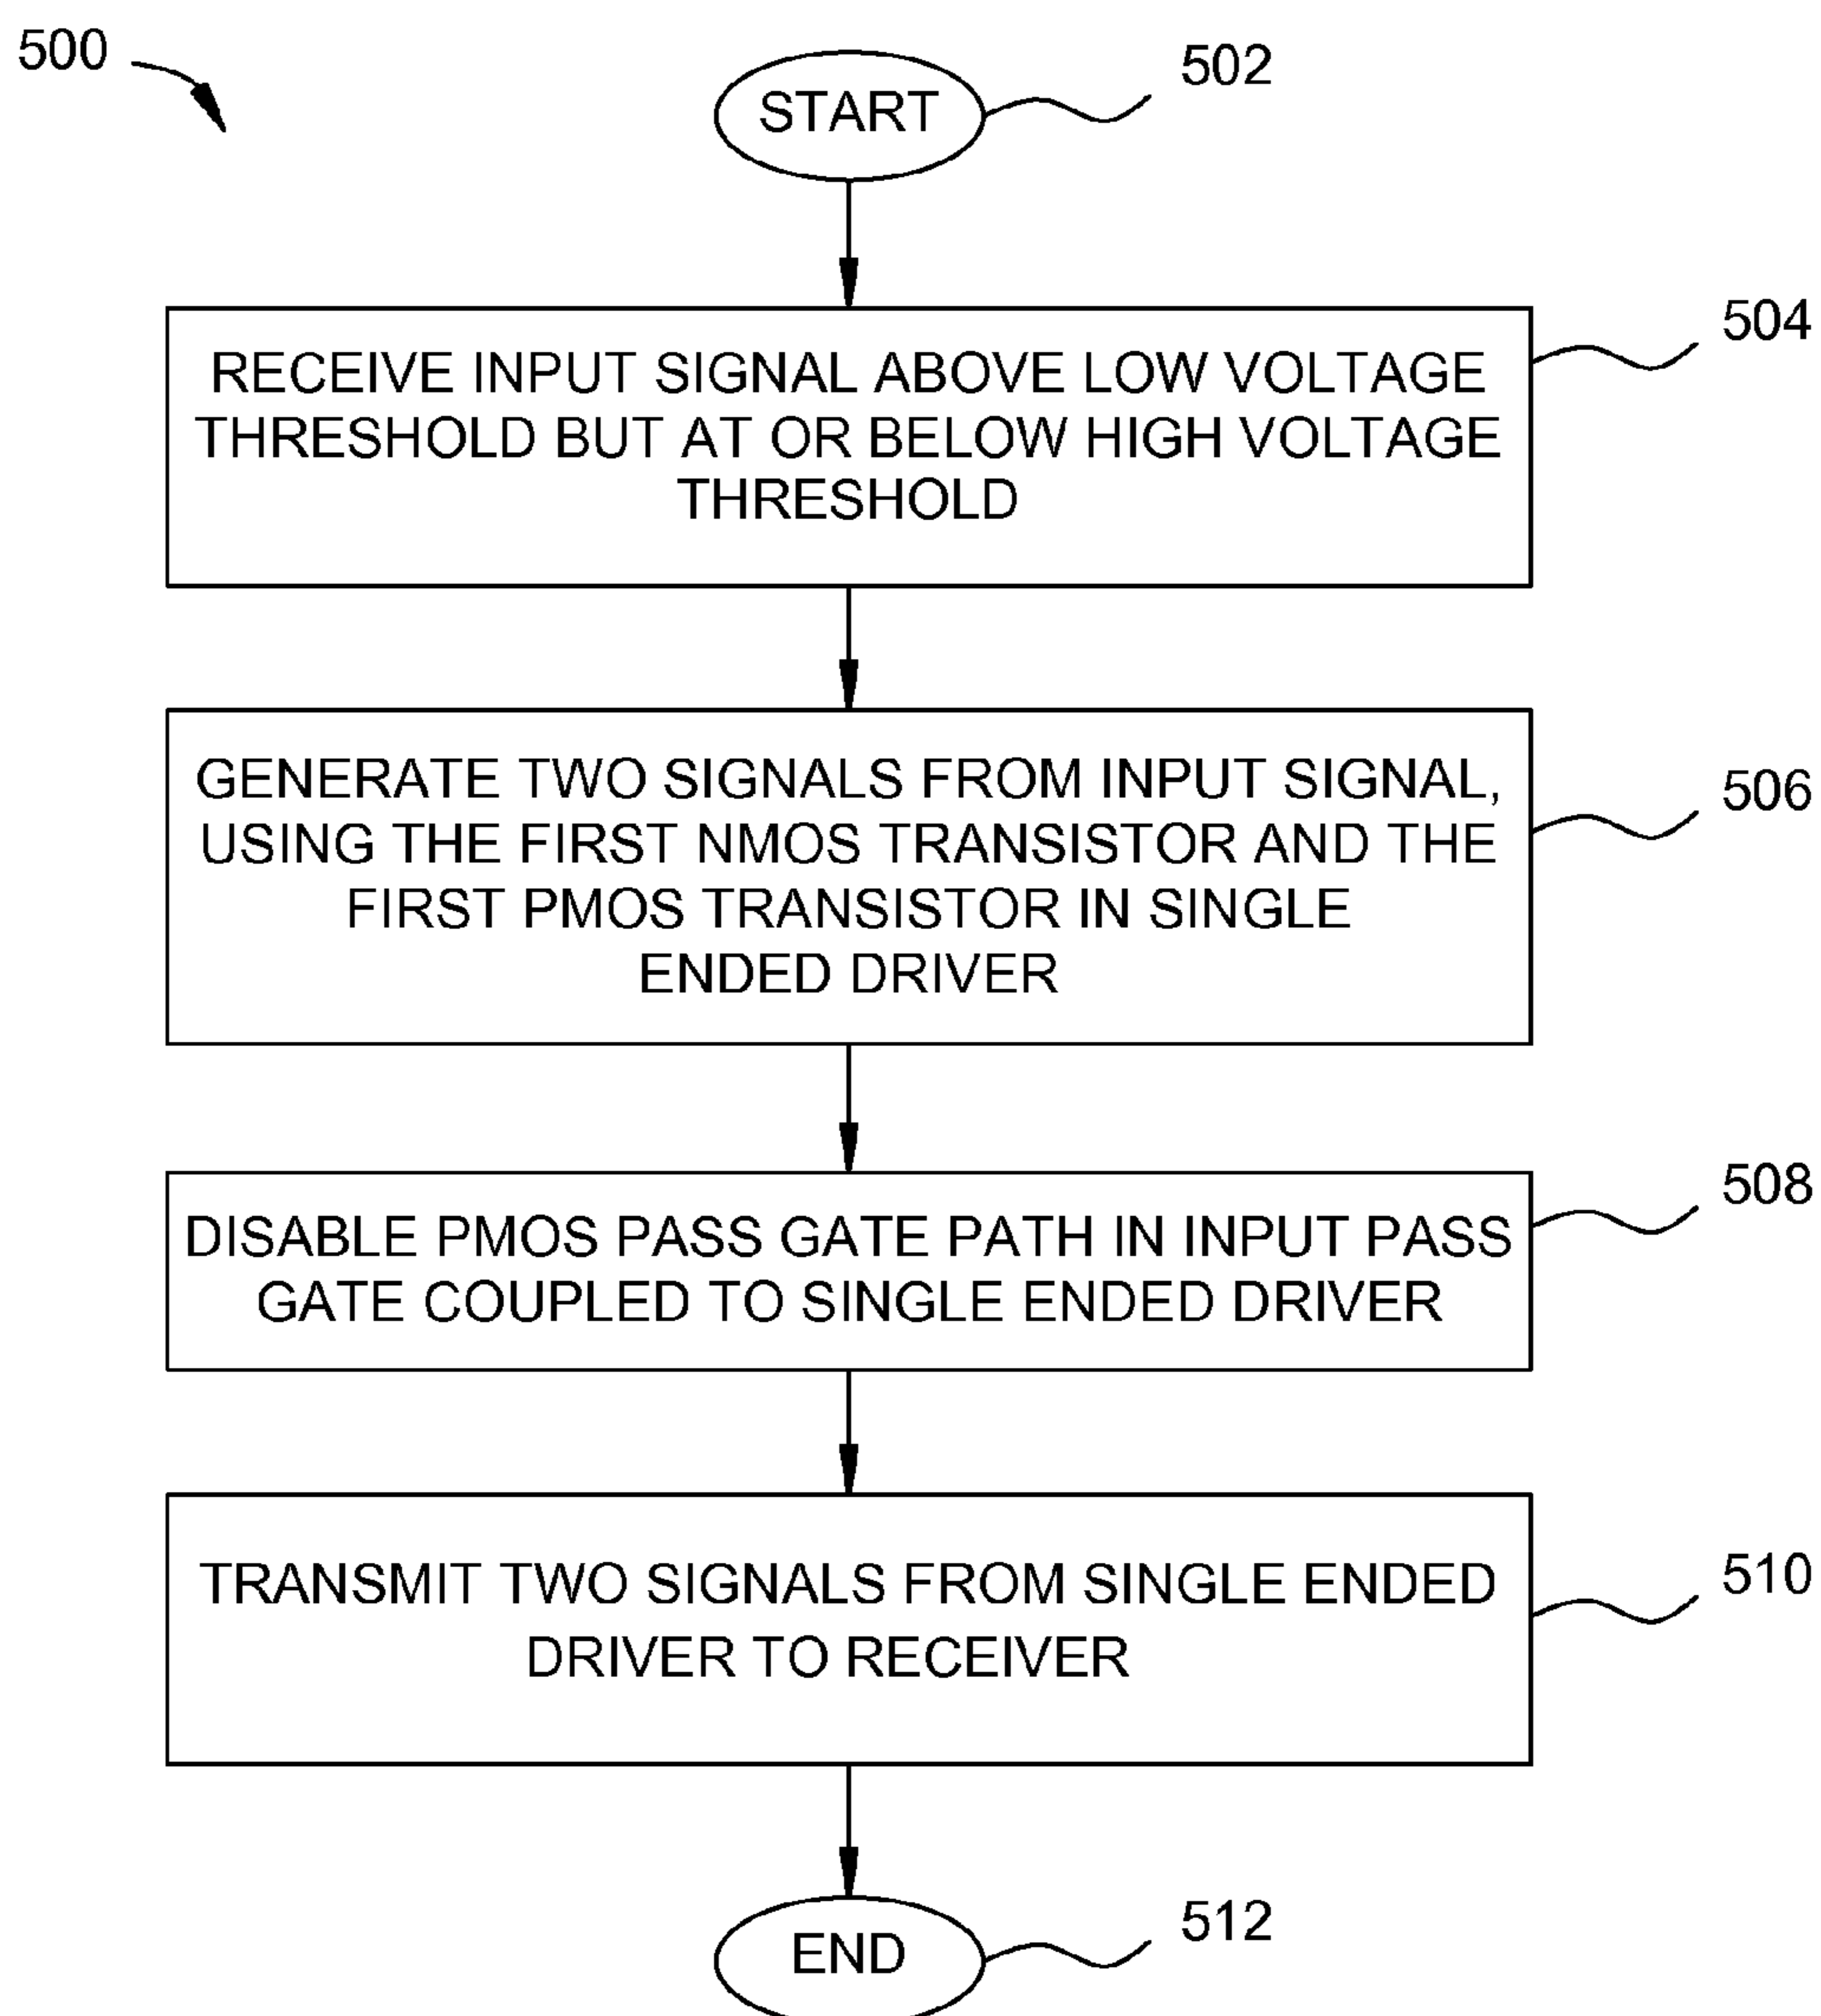 500
START
502
RECEIVE INPUT SIGNAL ABOVE LOW VOLTAGE
THRESHOLD BUT AT OR BELOW HIGH VOLTAGE
THRESHOLD
504
GENERATE TWO SIGNALS FROM INPUT SIGNAL,
USING THE FIRST NMOS TRANSISTOR AND THE
FIRST PMOS TRANSISTOR IN SINGLE
ENDED DRIVER
506
DISABLE PMOS PASS GATE PATH IN INPUT PASS
GATE COUPLED TO SINGLE ENDED DRIVER
508
TRANSMIT TWO SIGNALS FROM SINGLE ENDED
DRIVER TO RECEIVER
510
END
512